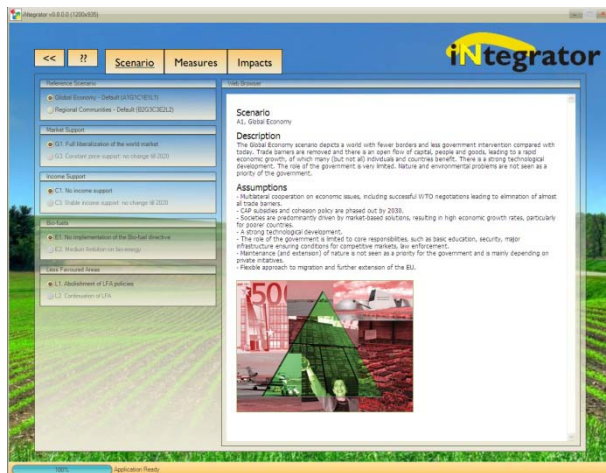 iNtegrator v0.8.0.0 (1280x935)
<< ?? Scenario Measures Impacts
iNtegrator
Reference Scenario
Global Economy - Default (A1G1C1E1L1)
Regional Communities - Default (B2G3C3E2L2)
Market Support
G1. Full liberalization of the world market
G3. Constant price support: no change till 2020
Income Support
C1. No income support
C3. Stable income support: no change till 2020
Bio-fuels
E1. No implementation of the Bio-fuel directive
E2. Medium Ambition on bio-energy
Less Favoured Areas
L1. Abolishment of LFA policies
L2. Continuation of LFA
Web Browser
Scenario
A1, Global Economy
Description
The Global Economy scenario depicts a world with fewer borders and less government intervention compared with
today. Trade barriers are removed and there is an open flow of capital, people and goods, leading to a rapid
economic growth, of which many (but not all) individuals and countries benefit. There is a strong technological
development. The role of the government is very limited. Nature and environmental problems are not seen as a
priority of the government.
Assumptions
- Multilateral cooperation on economic issues, including successful WTO negotiations leading to elimination of almost
all trade barriers.
- CAP subsidies and cohesion policy are phased out by 2030.
- Societies are predominantly driven by market-based solutions, resulting in high economic growth rates, particularly
for poorer countries.
- A strong technological development.
- The role of the government is limited to core responsibilities, such as basic education, security, major
infrastructure ensuring conditions for competitive markets, law enforcement.
- Maintenance (and extension) of nature is not seen as a priority for the government and is mainly depending on
private initiatives.
- Flexible approach to migration and further extension of the EU.
500
100% Application Ready